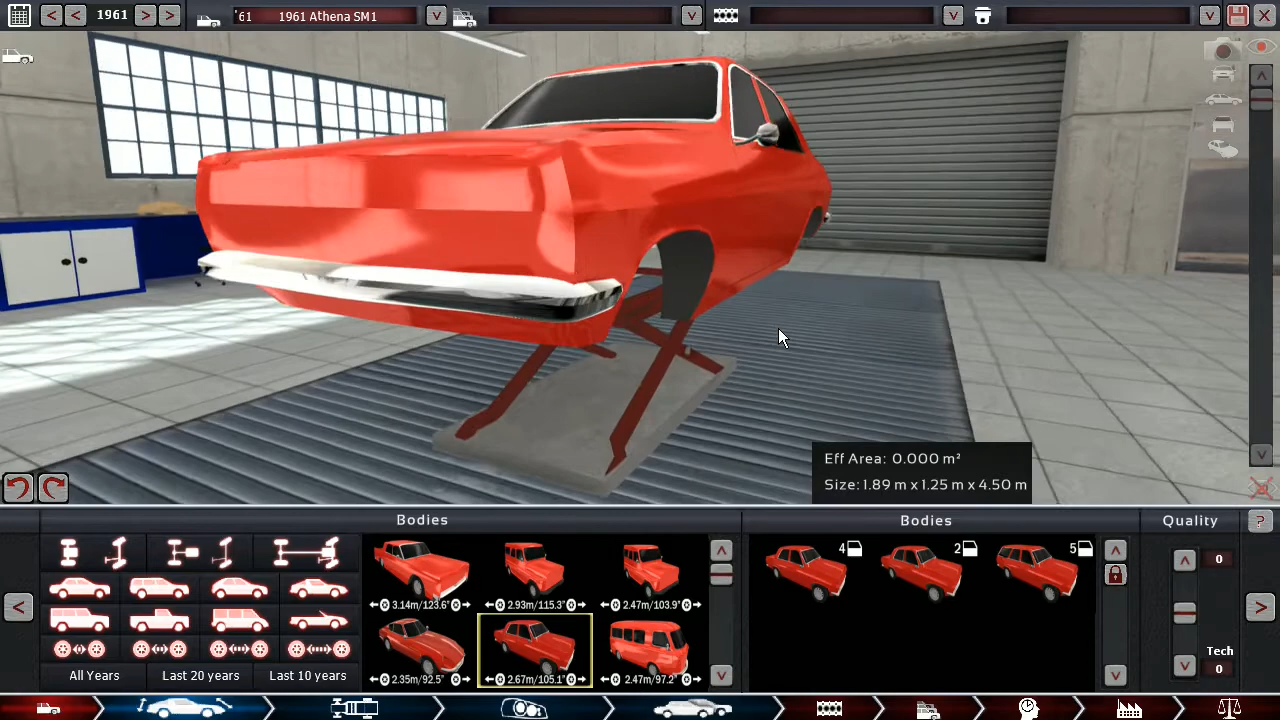 1961
'61 1961 Athena SM1
Eff Area: 0.000 m²
Size: 1.89 m x 1.25 m x 4.50 m
Bodies
Bodies
Quality
?
3.14m/123.6"
2.93m/115.3"
2.47m/103.9"
4
2
5
0
2.35m/92.5"
2.67m/105.1"
2.47m/97.2"
Tech
0
All Years
Last 20 years
Last 10 years